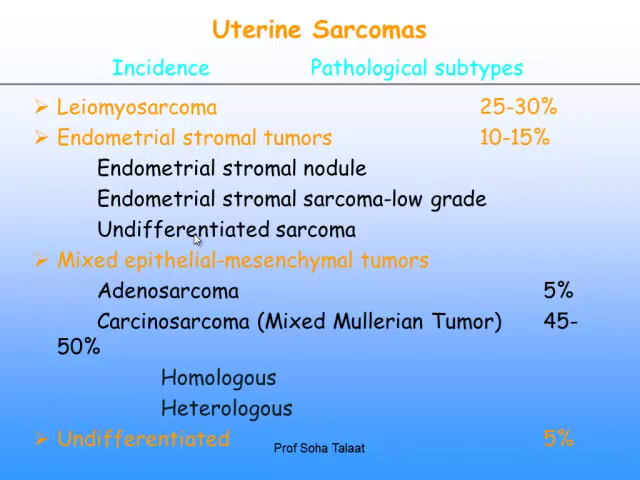 Uterine Sarcomas
Incidence Pathological subtypes
➢ Leiomyosarcoma 25-30%
➢ Endometrial stromal tumors 10-15%
Endometrial stromal nodule
Endometrial stromal sarcoma-low grade
Undifferentiated sarcoma
➢ Mixed epithelial-mesenchymal tumors
Adenosarcoma 5%
Carcinosarcoma (Mixed Mullerian Tumor) 45-
50%
Homologous
Heterologous
➢ Undifferentiated 5%
Prof Soha Talaat